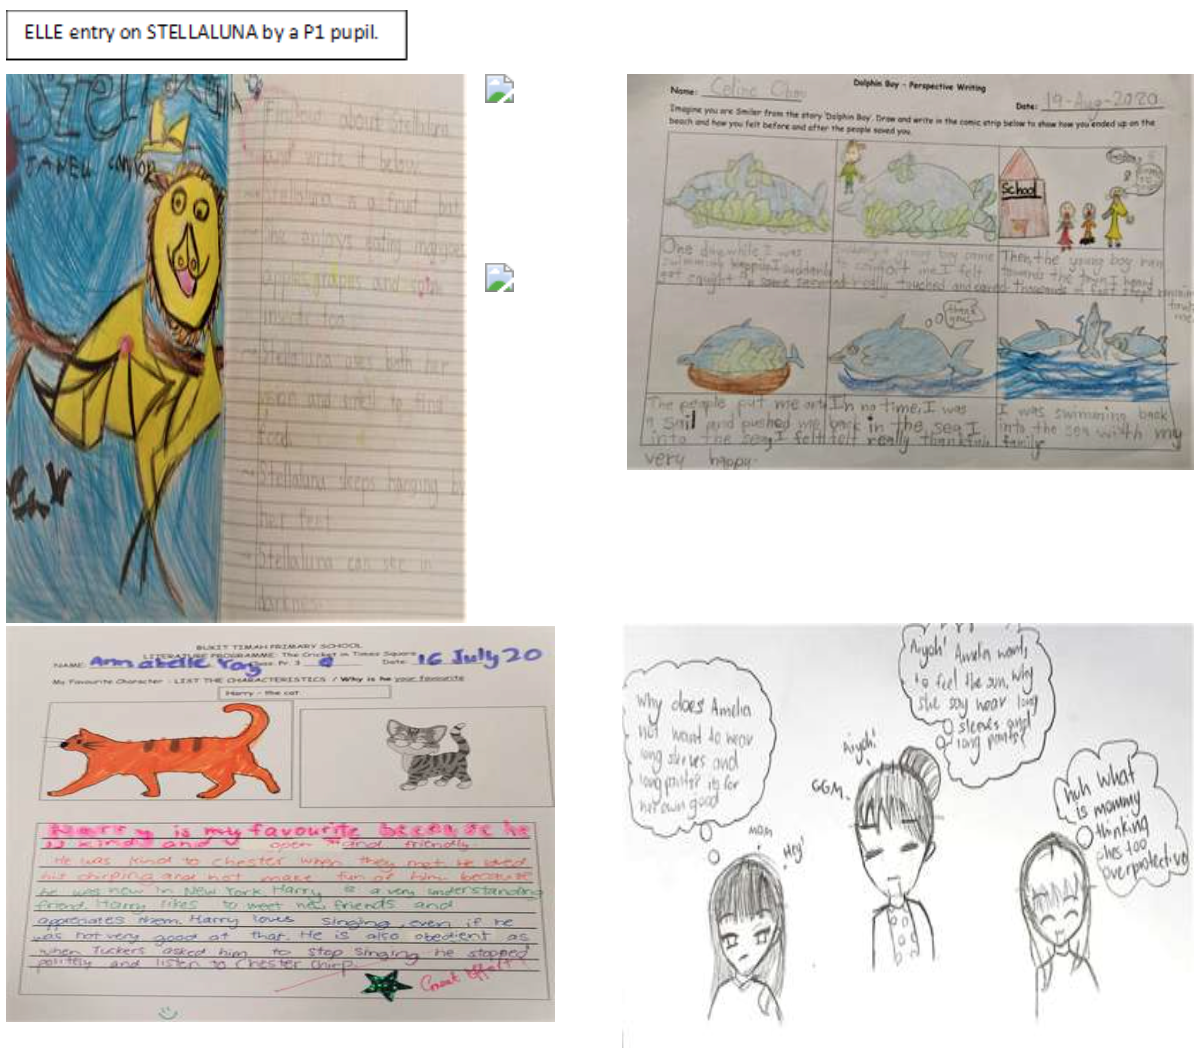 ELLE entry on STELLALUNA by a P1 pupil.
Stellaluna
JANELL
Find out about Stellaluna
and write it below
Stellaluna is a fruit bat
She enjoys eating
apples grapes and
Stellaluna uses both her
vision and smell to find
food.
Stellaluna sleeps hanging by
her feet
Stellaluna can see in
darkness
Dolphin Boy - Perspective Writing
Name: Celine
Date: 19-Aug-2020
Imagine you are Smiler from the story 'Dolphin Boy'. Draw and write in the comic strip below to show how you ended up on the
beach and how you felt before and after the people saved you.
School
thank
you!
One day, while I was
swimming happily, I suddenly
got caught in some seaweed
young boy came
to comfort me. I felt
really touched and
Then, the young boy ran
towards the town. I heard
thousands of
The people put me onto
a sail and pushed me
into the sea, I felt
very happy.
In no time, I was
back in the sea. I
felt really thankful
I was swimming back
into the sea with my
family
BUKIT TIMAH PRIMARY SCHOOL
LITERATURE PROGRAMME: The Cricket in Times Square
NAME: Annabelle Class: Pr. 3 Date: 16 July 20
My Favourite Character - LIST THE CHARACTERISTICS / Why is he your favourite
Harry - the cat
Harry is my favourite because he
is kind and open and friendly.
He was kind to Chester when they met. He loved
his chirping and not make fun of him because
he was new in New York. Harry is a very understanding
friend. Harry likes to meet new friends and
appreciates them. Harry loves singing even if he
was not very good at that. He is also obedient as
when Tuckers asked him to stop singing he stopped
politely and listen to Chester chirp.
Great effort!
Why does Amelia
not want to wear
long sleeves and
long pants? its for
her own good
MOM
Hey!
Aiyoh! Amelia want
to feel the sun, why
she say wear long
sleeves and
long pants?
Aiyoh!
GGM
huh what
is mommy
thinking
shes too
overprotective